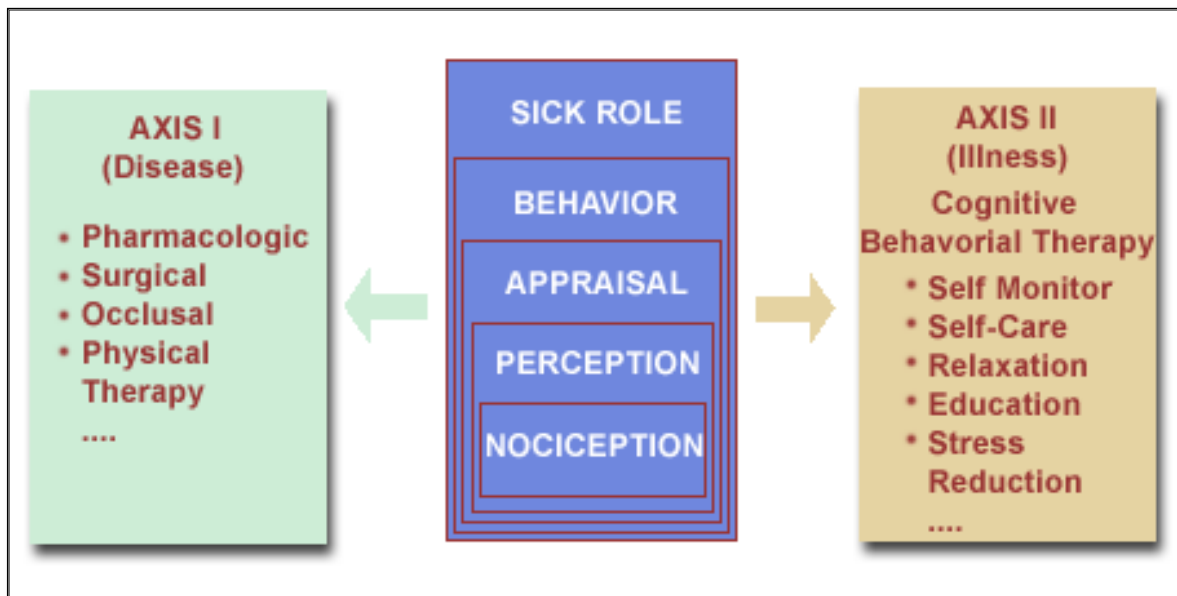 AXIS I
(Disease)
• Pharmacologic
• Surgical
• Occlusal
• Physical
Therapy
....
SICK ROLE
BEHAVIOR
APPRAISAL
PERCEPTION
NOCICEPTION
AXIS II
(Illness)
Cognitive
Behavorial Therapy
• Self Monitor
• Self-Care
• Relaxation
• Education
• Stress
Reduction
....